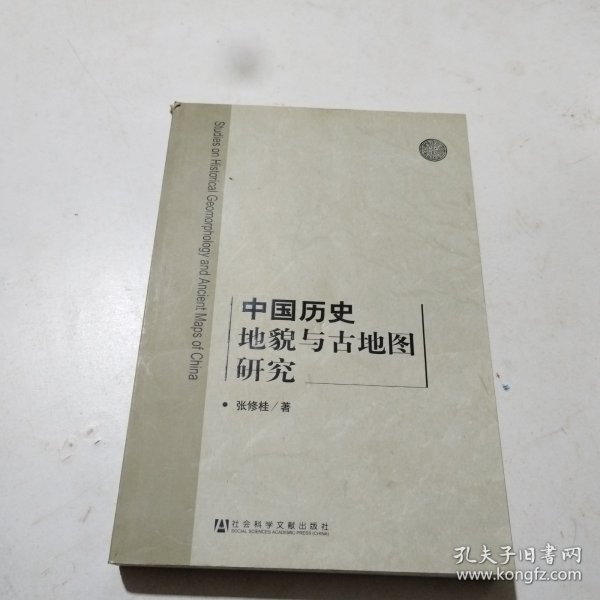 Studies on Historical Geomorphology and Ancient Maps of China
中国历史
地貌与古地图
研究
• 张修桂/著
社会科学文献出版社
SOCIAL SCIENCES ACADEMIC PRESS (CHINA)
孔夫子旧书网
www.kongfz.com